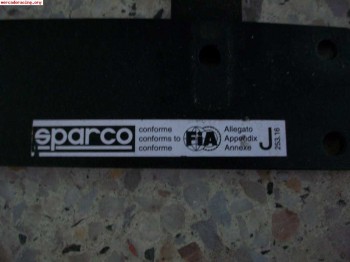 mercadoracing.org
sparco
conforme
conforms to
conforme
FIA
Allegato
Appendix
Annexe
J
253.16